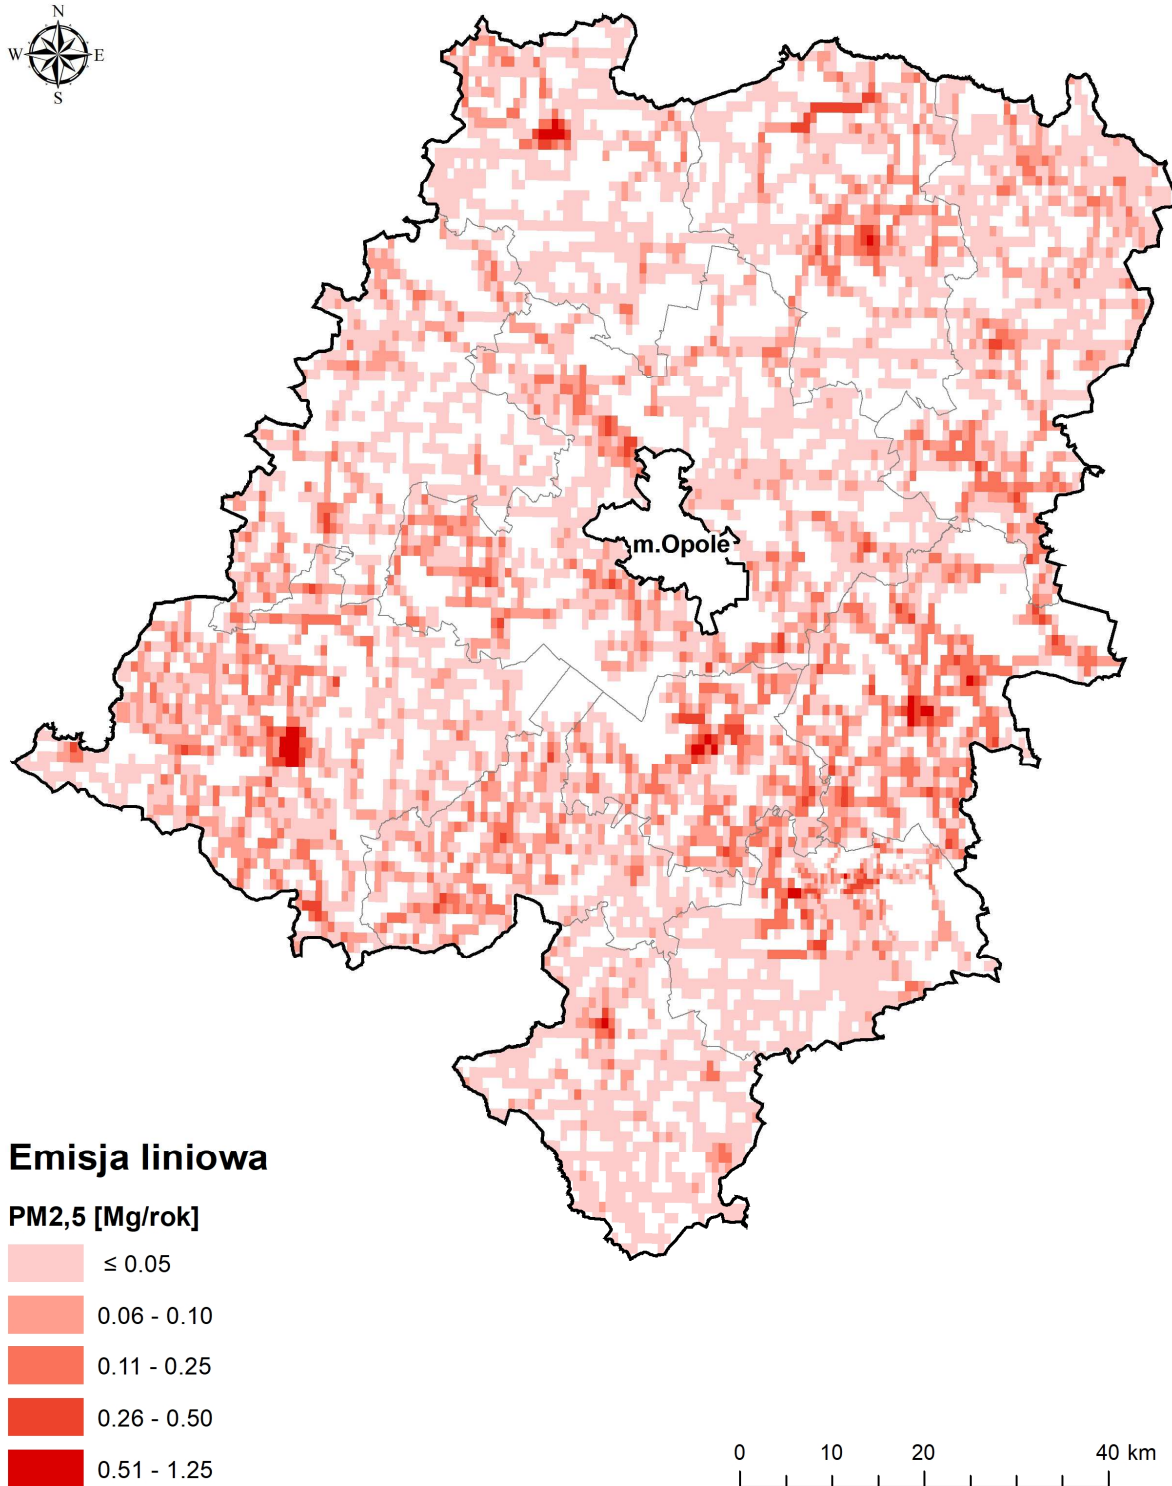 N
W E
S
m.Opole
Emisja liniowa
PM2,5 [Mg/rok]
≤ 0.05
0.06 - 0.10
0.11 - 0.25
0.26 - 0.50
0.51 - 1.25
0 10 20 40 km